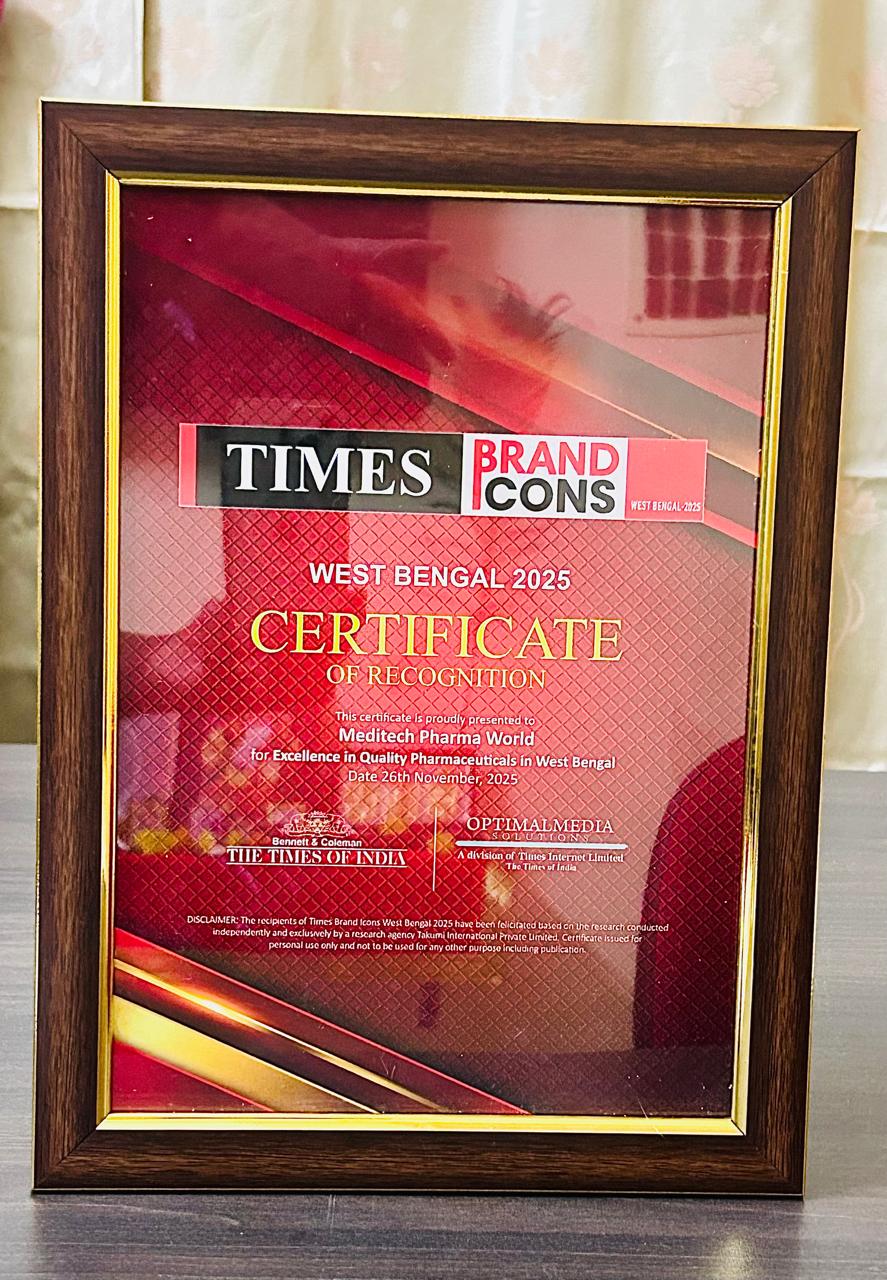 TIMES BRAND ICONS WEST BENGAL-2025
WEST BENGAL 2025
CERTIFICATE
OF RECOGNITION
This certificate is proudly presented to
Meditech Pharma World
for Excellence in Quality Pharmaceuticals in West Bengal
Date 26th November, 2025
Bennett & Coleman
THE TIMES OF INDIA
OPTIMALMEDIA
SOLUTIONS
A division of Times Internet Limited
The Times of India
DISCLAIMER: The recipients of Times Brand Icons West Bengal 2025 have been felicitated based on the research conducted
independently and exclusively by a research agency Takumi International Private Limited. Certificate issued for
personal use only and not to be used for any other purpose including publication.